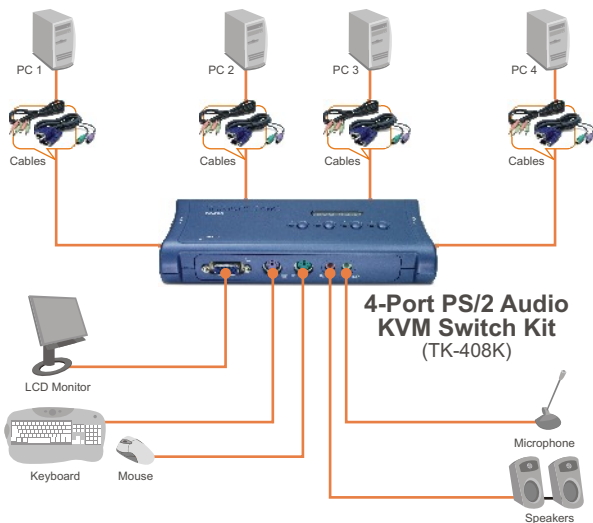 PC 1
PC 2
PC 3
PC 4
Cables
Cables
Cables
Cables
4-Port PS/2 Audio
KVM Switch Kit
(TK-408K)
LCD Monitor
Keyboard
Mouse
Microphone
Speakers